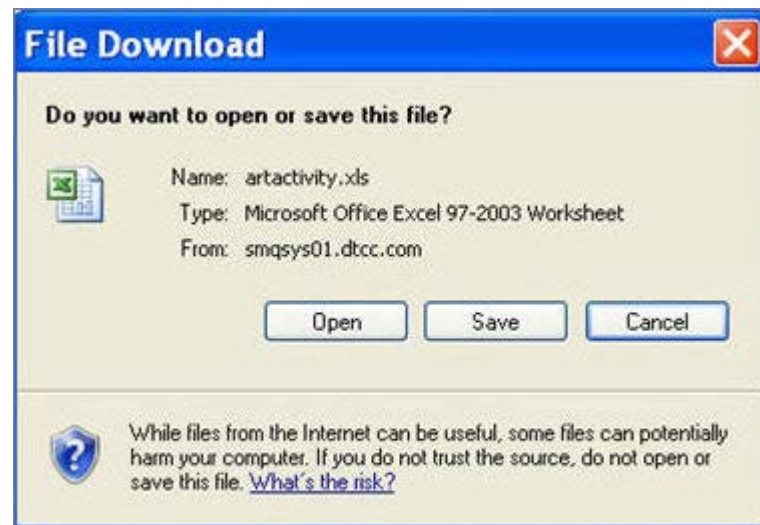 File Download
Do you want to open or save this file?
Name: artactivity.xls
Type: Microsoft Office Excel 97-2003 Worksheet
From: smqsys01.dtcc.com
Open Save Cancel
While files from the Internet can be useful, some files can potentially
harm your computer. If you do not trust the source, do not open or
save this file. What's the risk?